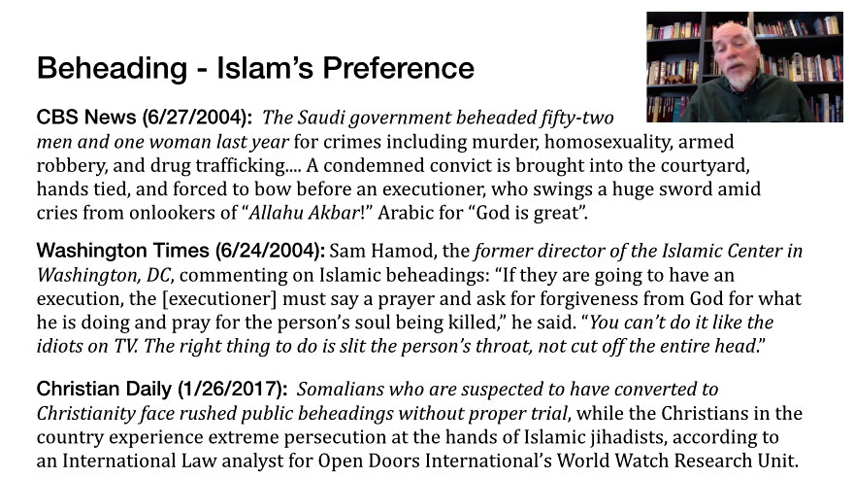 Beheading - Islam's Preference
CBS News (6/27/2004): The Saudi government beheaded fifty-two
men and one woman last year for crimes including murder, homosexuality, armed
robbery, and drug trafficking.... A condemned convict is brought into the courtyard,
hands tied, and forced to bow before an executioner, who swings a huge sword amid
cries from onlookers of “Allahu Akbar!” Arabic for “God is great”.
Washington Times (6/24/2004): Sam Hamod, the former director of the Islamic Center in
Washington, DC, commenting on Islamic beheadings: “If they are going to have an
execution, the [executioner] must say a prayer and ask for forgiveness from God for what
he is doing and pray for the person’s soul being killed,” he said. “You can’t do it like the
idiots on TV. The right thing to do is slit the person’s throat, not cut off the entire head.”
Christian Daily (1/26/2017): Somalians who are suspected to have converted to
Christianity face rushed public beheadings without proper trial, while the Christians in the
country experience extreme persecution at the hands of Islamic jihadists, according to
an International Law analyst for Open Doors International’s World Watch Research Unit.